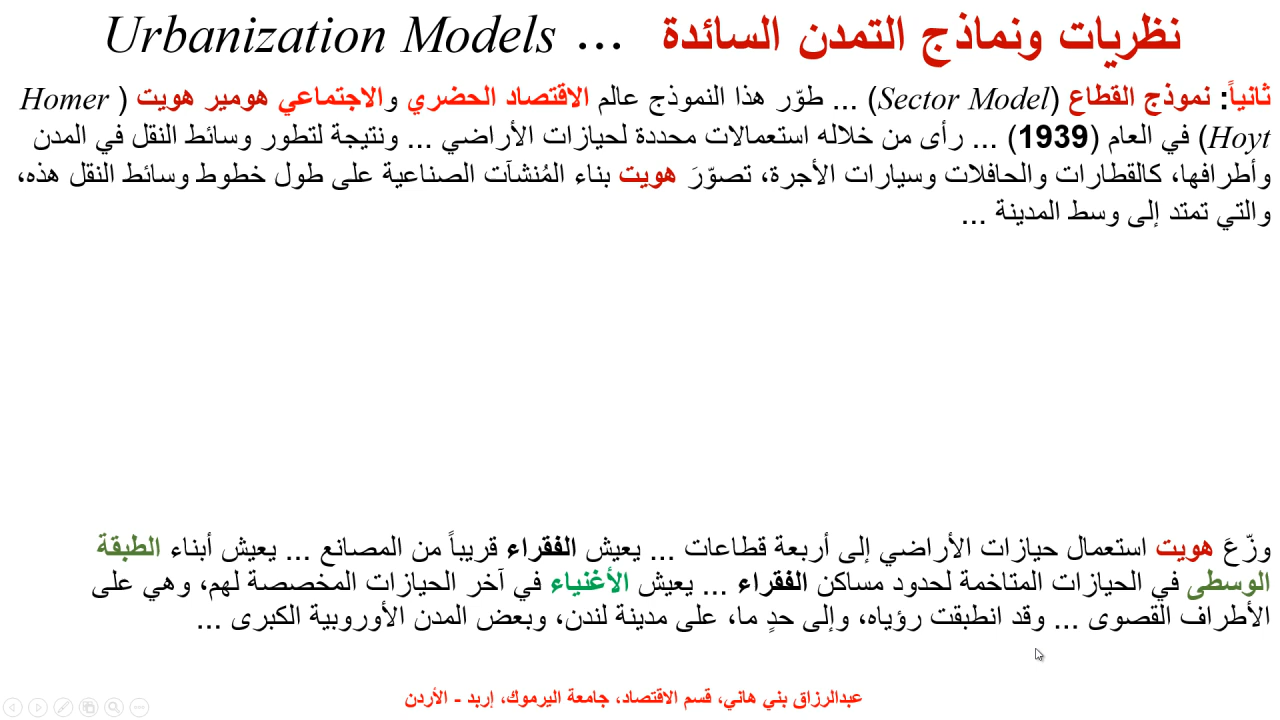 نظريات ونماذج التمدن السائدة ... Urbanization Models
ثانياً: نموذج القطاع (Sector Model) ... طوّر هذا النموذج عالم الاقتصاد الحضري والاجتماعي هومير هويت (Homer
Hoyt) في العام (1939) ... رأى من خلاله استعمالات محددة لحيازات الأراضي ... ونتيجة لتطور وسائط النقل في المدن
وأطرافها، كالقطارات والحافلات وسيارات الأجرة، تصوّرَ هويت بناء المُنشآت الصناعية على طول خطوط وسائط النقل هذه،
والتي تمتد إلى وسط المدينة ...
وزّعَ هويت استعمال حيازات الأراضي إلى أربعة قطاعات ... يعيش الفقراء قريباً من المصانع ... يعيش أبناء الطبقة
الوسطى في الحيازات المتاخمة لحدود مساكن الفقراء ... يعيش الأغنياء في آخر الحيازات المخصصة لهم، وهي على
الأطراف القصوى ... وقد انطبقت رؤياه، وإلى حدٍ ما، على مدينة لندن، وبعض المدن الأوروبية الكبرى ...
عبدالرزاق بني هاني، قسم الاقتصاد، جامعة اليرموك، إربد - الأردن